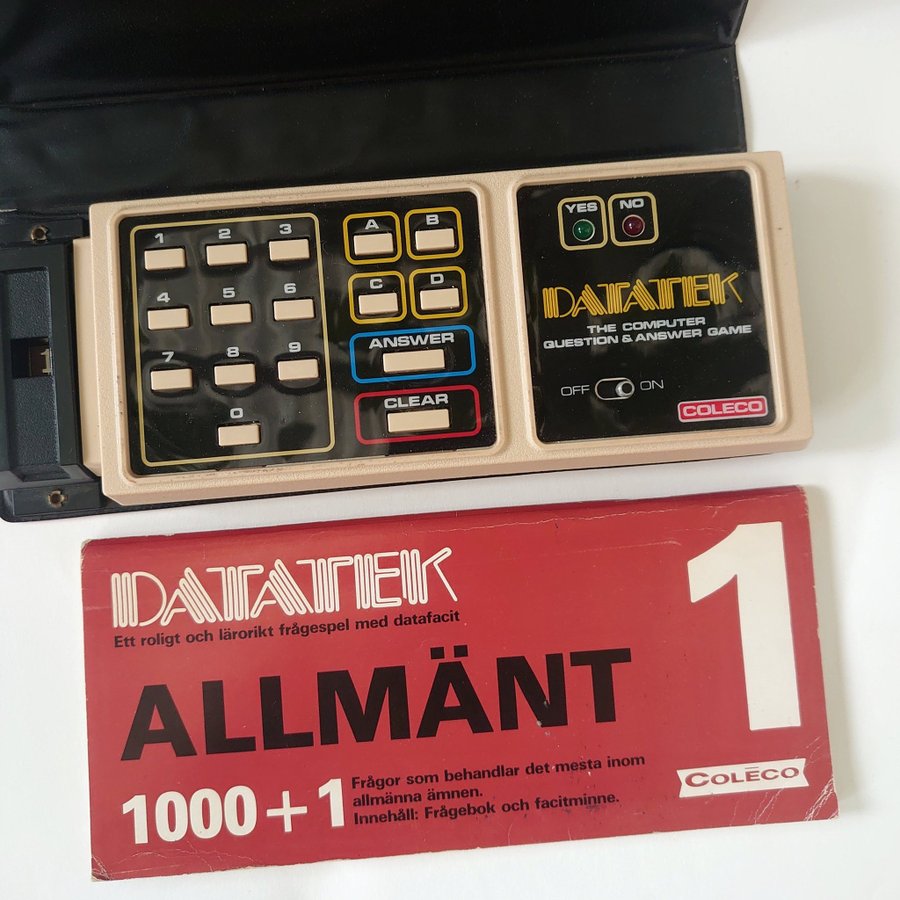 1 2 3
A B
4 5 6
C D
7 8 9
ANSWER
0
CLEAR
YES NO
DATATEK
THE COMPUTER
QUESTION & ANSWER GAME
OFF ON
COLECO
DATATEK
Ett roligt och lärorikt frågespel med datafacit
ALLMÄNT
1
1000+1
Frågor som behandlar det mesta inom
allmänna ämnen.
Innehåll: Frågebok och facitminne.
COLECO